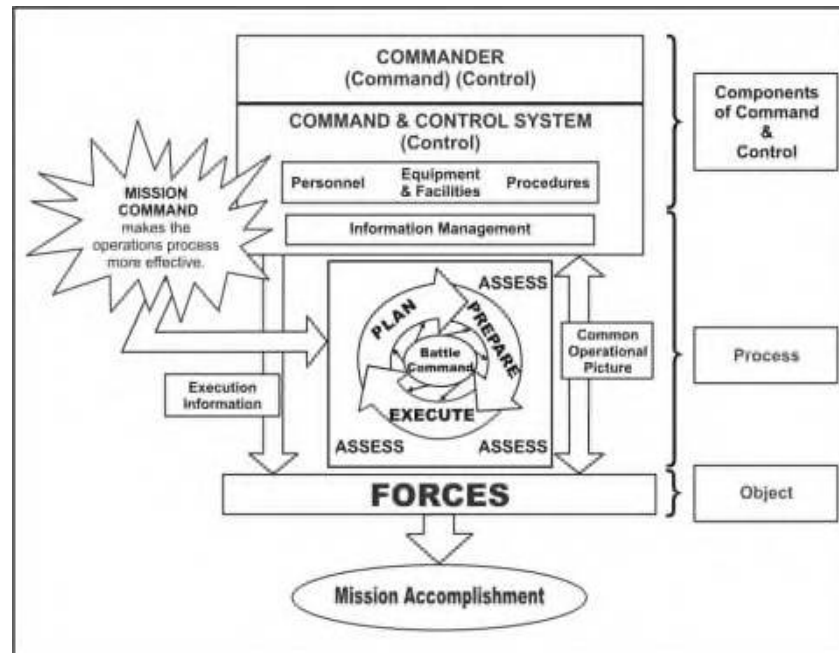 COMMANDER
(Command) (Control)
COMMAND & CONTROL SYSTEM
(Control)
Personnel
Equipment
& Facilities
Procedures
Information Management
Components
of Command
&
Control
MISSION
COMMAND
makes the
operations process
more effective.
ASSESS
PLAN
PREPARE
Battle
Command
EXECUTE
ASSESS
ASSESS
Execution
Information
Common
Operational
Picture
Process
FORCES
Object
Mission Accomplishment